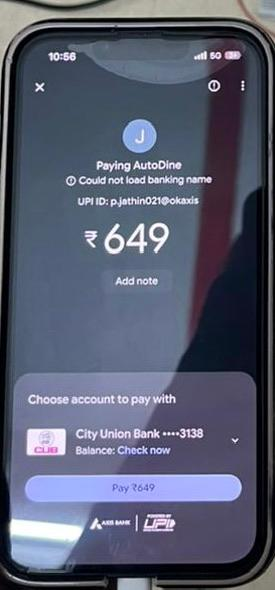 10:56 5G
J
Paying AutoDine
Could not load banking name
UPI ID: p.jathin021@okaxis
₹649
Add note
Choose account to pay with
City Union Bank ••••3138
CUB
Balance: Check now
Pay ₹649
AXIS BANK | POWERED BY UPI